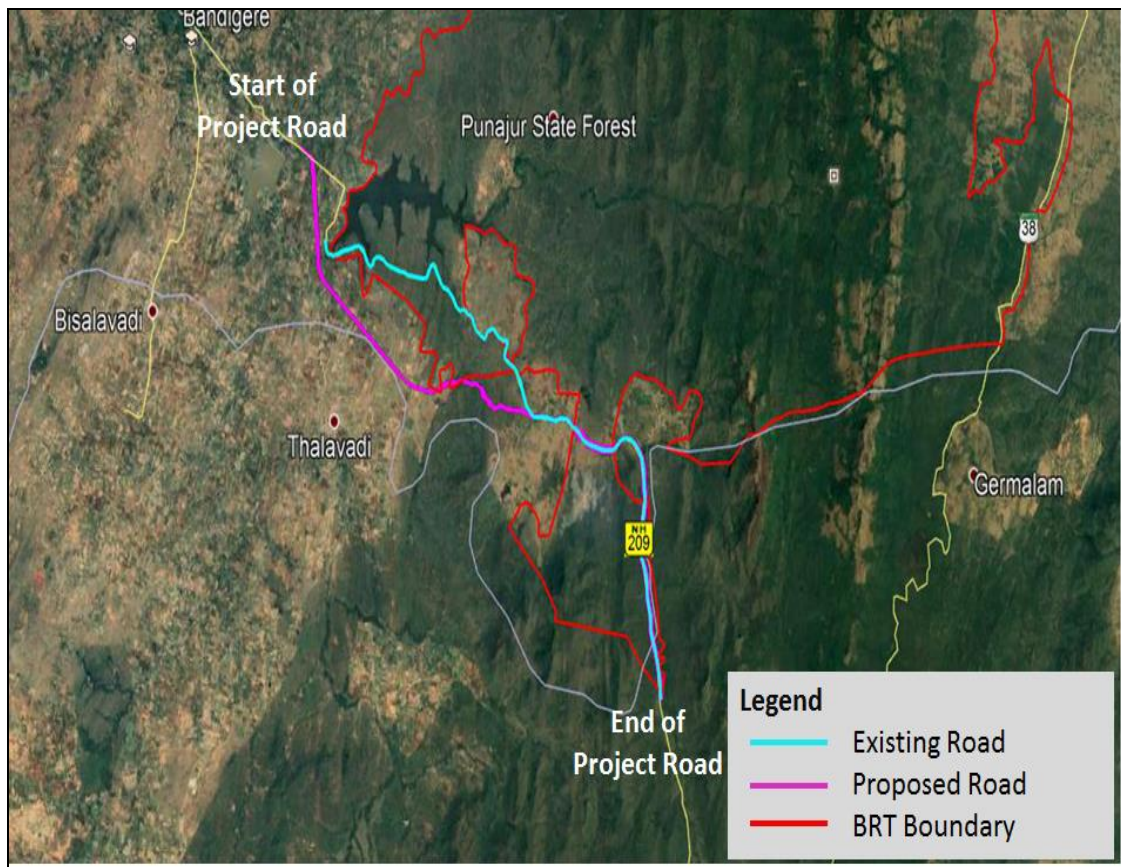 Bandigere
Start of
Project Road
Punajur State Forest
38
Bisalavadi
Thalavadi
Germalam
NH
209
End of
Project Road
Legend
Existing Road
Proposed Road
BRT Boundary